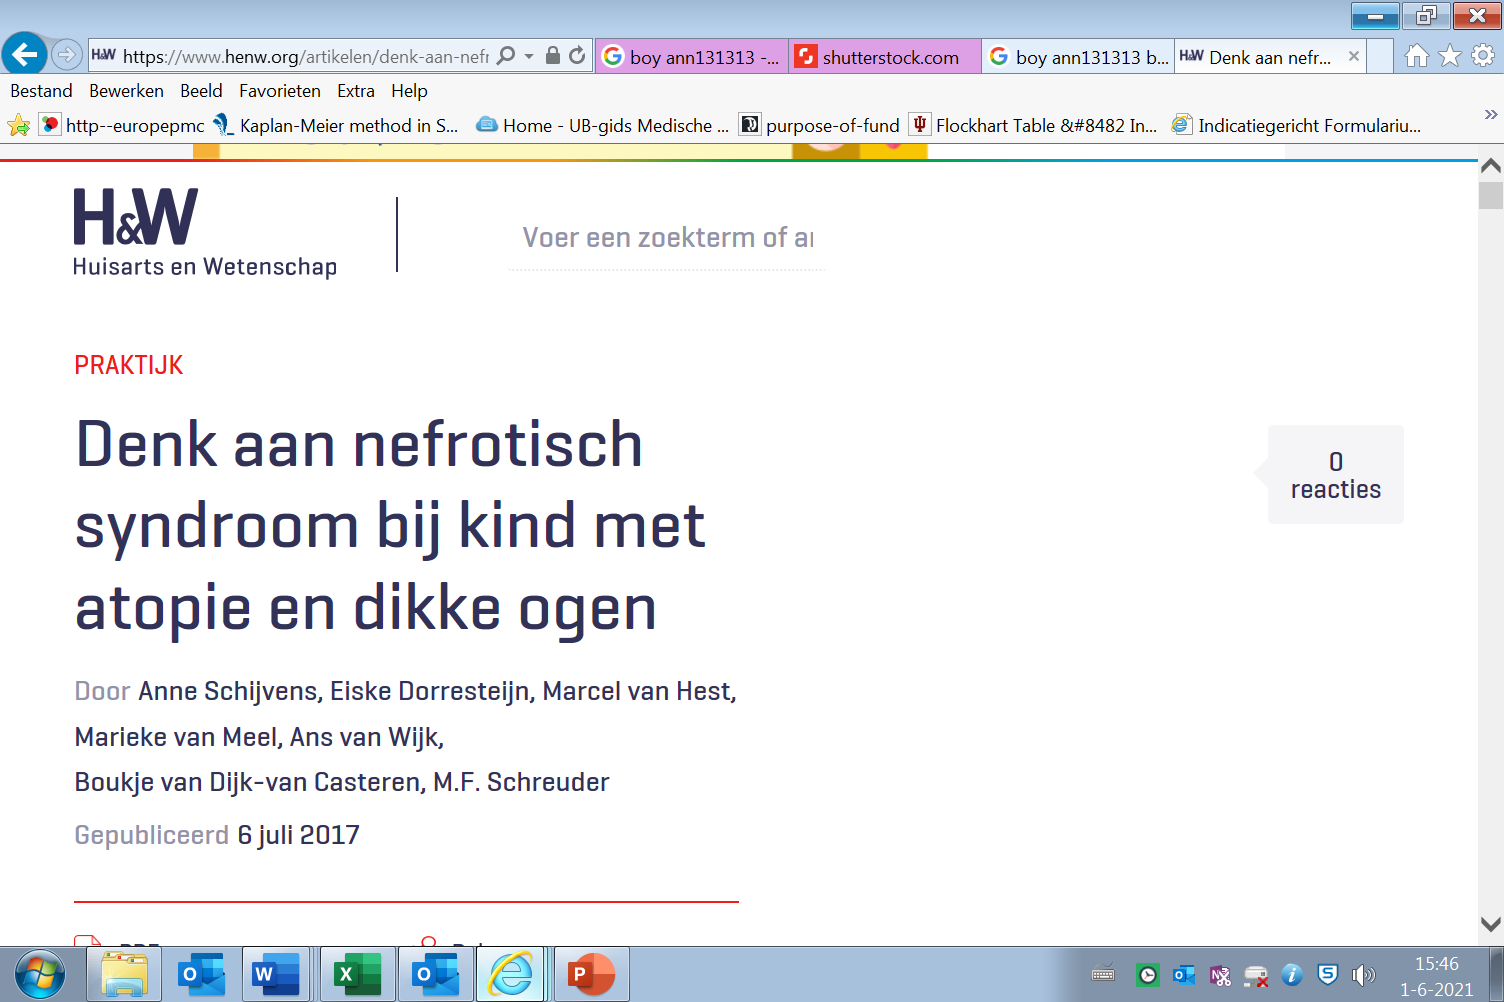 H&W https://www.henw.org/artikelen/denk-aan-nefr
boy ann131313 -...
shutterstock.com
boy ann131313 b...
H&W Denk aan nefr...
Bestand Bewerken Beeld Favorieten Extra Help
http--europepmc Kaplan-Meier method in S... Home - UB-gids Medische ... purpose-of-fund Flockhart Table &#8482 In... Indicatiegericht Formulariu...
H&W
Huisarts en Wetenschap
Voer een zoekterm of ar
PRAKTIJK
Denk aan nefrotisch
syndroom bij kind met
atopie en dikke ogen
0
reacties
Door Anne Schijvens, Eiske Dorresteijn, Marcel van Hest,
Marieke van Meel, Ans van Wijk,
Boukje van Dijk-van Casteren, M.F. Schreuder
Gepubliceerd 6 juli 2017
15:46
1-6-2021